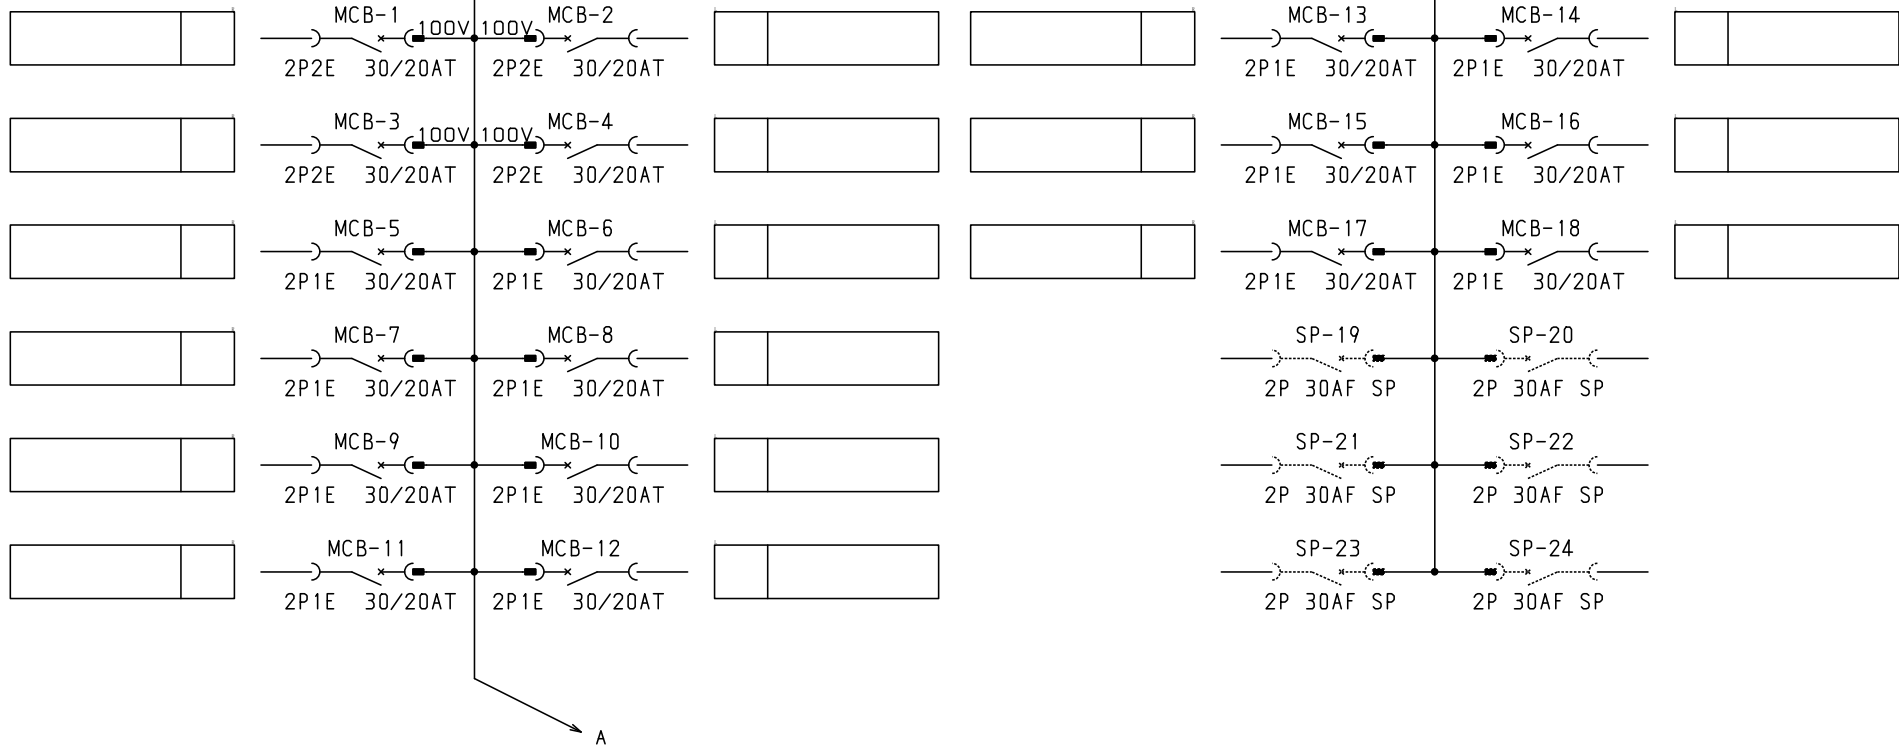 MCB-1 100V 100V MCB-2
2P2E 30/20AT 2P2E 30/20AT
MCB-3 100V 100V MCB-4
2P2E 30/20AT 2P2E 30/20AT
MCB-5 MCB-6
2P1E 30/20AT 2P1E 30/20AT
MCB-7 MCB-8
2P1E 30/20AT 2P1E 30/20AT
MCB-9 MCB-10
2P1E 30/20AT 2P1E 30/20AT
MCB-11 MCB-12
2P1E 30/20AT 2P1E 30/20AT
A
MCB-13 MCB-14
2P1E 30/20AT 2P1E 30/20AT
MCB-15 MCB-16
2P1E 30/20AT 2P1E 30/20AT
MCB-17 MCB-18
2P1E 30/20AT 2P1E 30/20AT
SP-19 SP-20
2P 30AF SP 2P 30AF SP
SP-21 SP-22
2P 30AF SP 2P 30AF SP
SP-23 SP-24
2P 30AF SP 2P 30AF SP